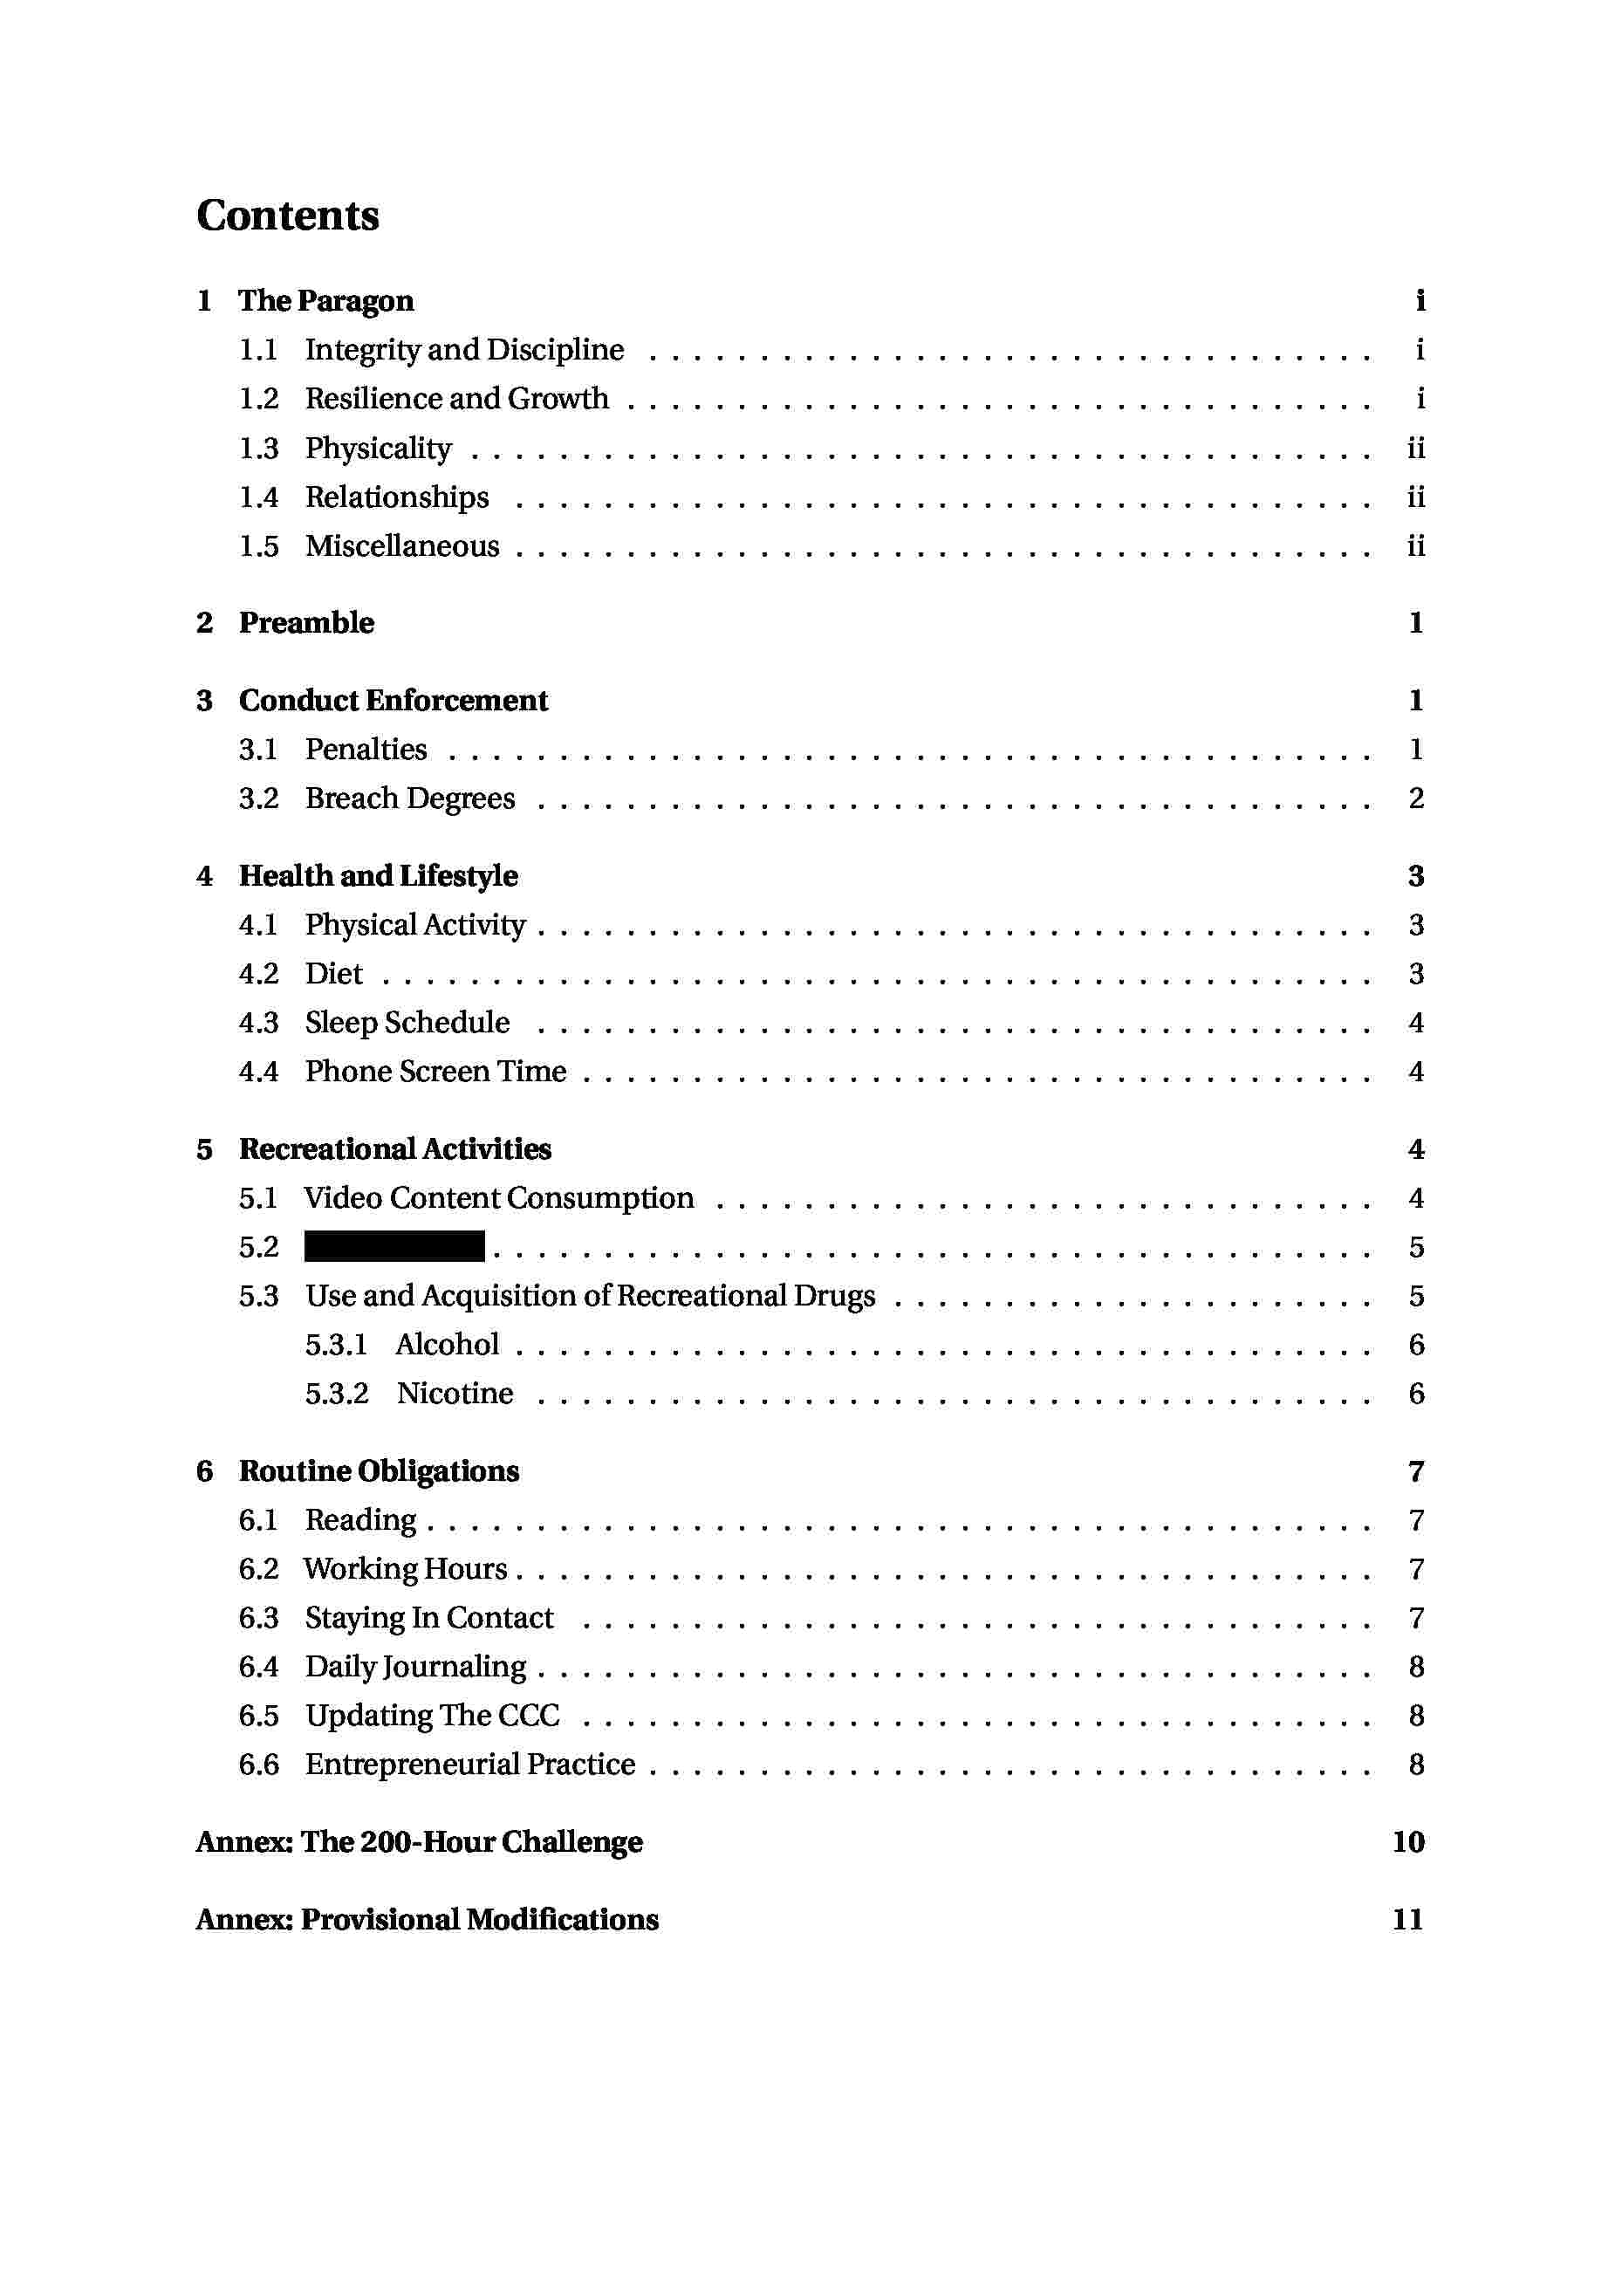 Contents
1 The Paragon i
1.1 Integrity and Discipline . . . . . . . . . . . . . . . . . . . . . . . . . . . . . . . . . i
1.2 Resilience and Growth . . . . . . . . . . . . . . . . . . . . . . . . . . . . . . . . . . i
1.3 Physicality . . . . . . . . . . . . . . . . . . . . . . . . . . . . . . . . . . . . . . . . . ii
1.4 Relationships . . . . . . . . . . . . . . . . . . . . . . . . . . . . . . . . . . . . . . . ii
1.5 Miscellaneous . . . . . . . . . . . . . . . . . . . . . . . . . . . . . . . . . . . . . . . ii
2 Preamble 1
3 Conduct Enforcement 1
3.1 Penalties . . . . . . . . . . . . . . . . . . . . . . . . . . . . . . . . . . . . . . . . . . 1
3.2 Breach Degrees . . . . . . . . . . . . . . . . . . . . . . . . . . . . . . . . . . . . . . 2
4 Health and Lifestyle 3
4.1 Physical Activity . . . . . . . . . . . . . . . . . . . . . . . . . . . . . . . . . . . . . . 3
4.2 Diet . . . . . . . . . . . . . . . . . . . . . . . . . . . . . . . . . . . . . . . . . . . . . 3
4.3 Sleep Schedule . . . . . . . . . . . . . . . . . . . . . . . . . . . . . . . . . . . . . . 4
4.4 Phone Screen Time . . . . . . . . . . . . . . . . . . . . . . . . . . . . . . . . . . . . 4
5 Recreational Activities 4
5.1 Video Content Consumption . . . . . . . . . . . . . . . . . . . . . . . . . . . . . . 4
5.2 . . . . . . . . . . . . . . . . . . . . . . . . . . . . . . . . . . . . . . . . 5
5.3 Use and Acquisition of Recreational Drugs . . . . . . . . . . . . . . . . . . . . . . 5
5.3.1 Alcohol . . . . . . . . . . . . . . . . . . . . . . . . . . . . . . . . . . . . . . . 6
5.3.2 Nicotine . . . . . . . . . . . . . . . . . . . . . . . . . . . . . . . . . . . . . . 6
6 Routine Obligations 7
6.1 Reading . . . . . . . . . . . . . . . . . . . . . . . . . . . . . . . . . . . . . . . . . . . 7
6.2 Working Hours . . . . . . . . . . . . . . . . . . . . . . . . . . . . . . . . . . . . . . . 7
6.3 Staying In Contact . . . . . . . . . . . . . . . . . . . . . . . . . . . . . . . . . . . . 7
6.4 Daily Journaling . . . . . . . . . . . . . . . . . . . . . . . . . . . . . . . . . . . . . . 8
6.5 Updating The CCC . . . . . . . . . . . . . . . . . . . . . . . . . . . . . . . . . . . . 8
6.6 Entrepreneurial Practice . . . . . . . . . . . . . . . . . . . . . . . . . . . . . . . . . 8
Annex: The 200-Hour Challenge 10
Annex: Provisional Modifications 11